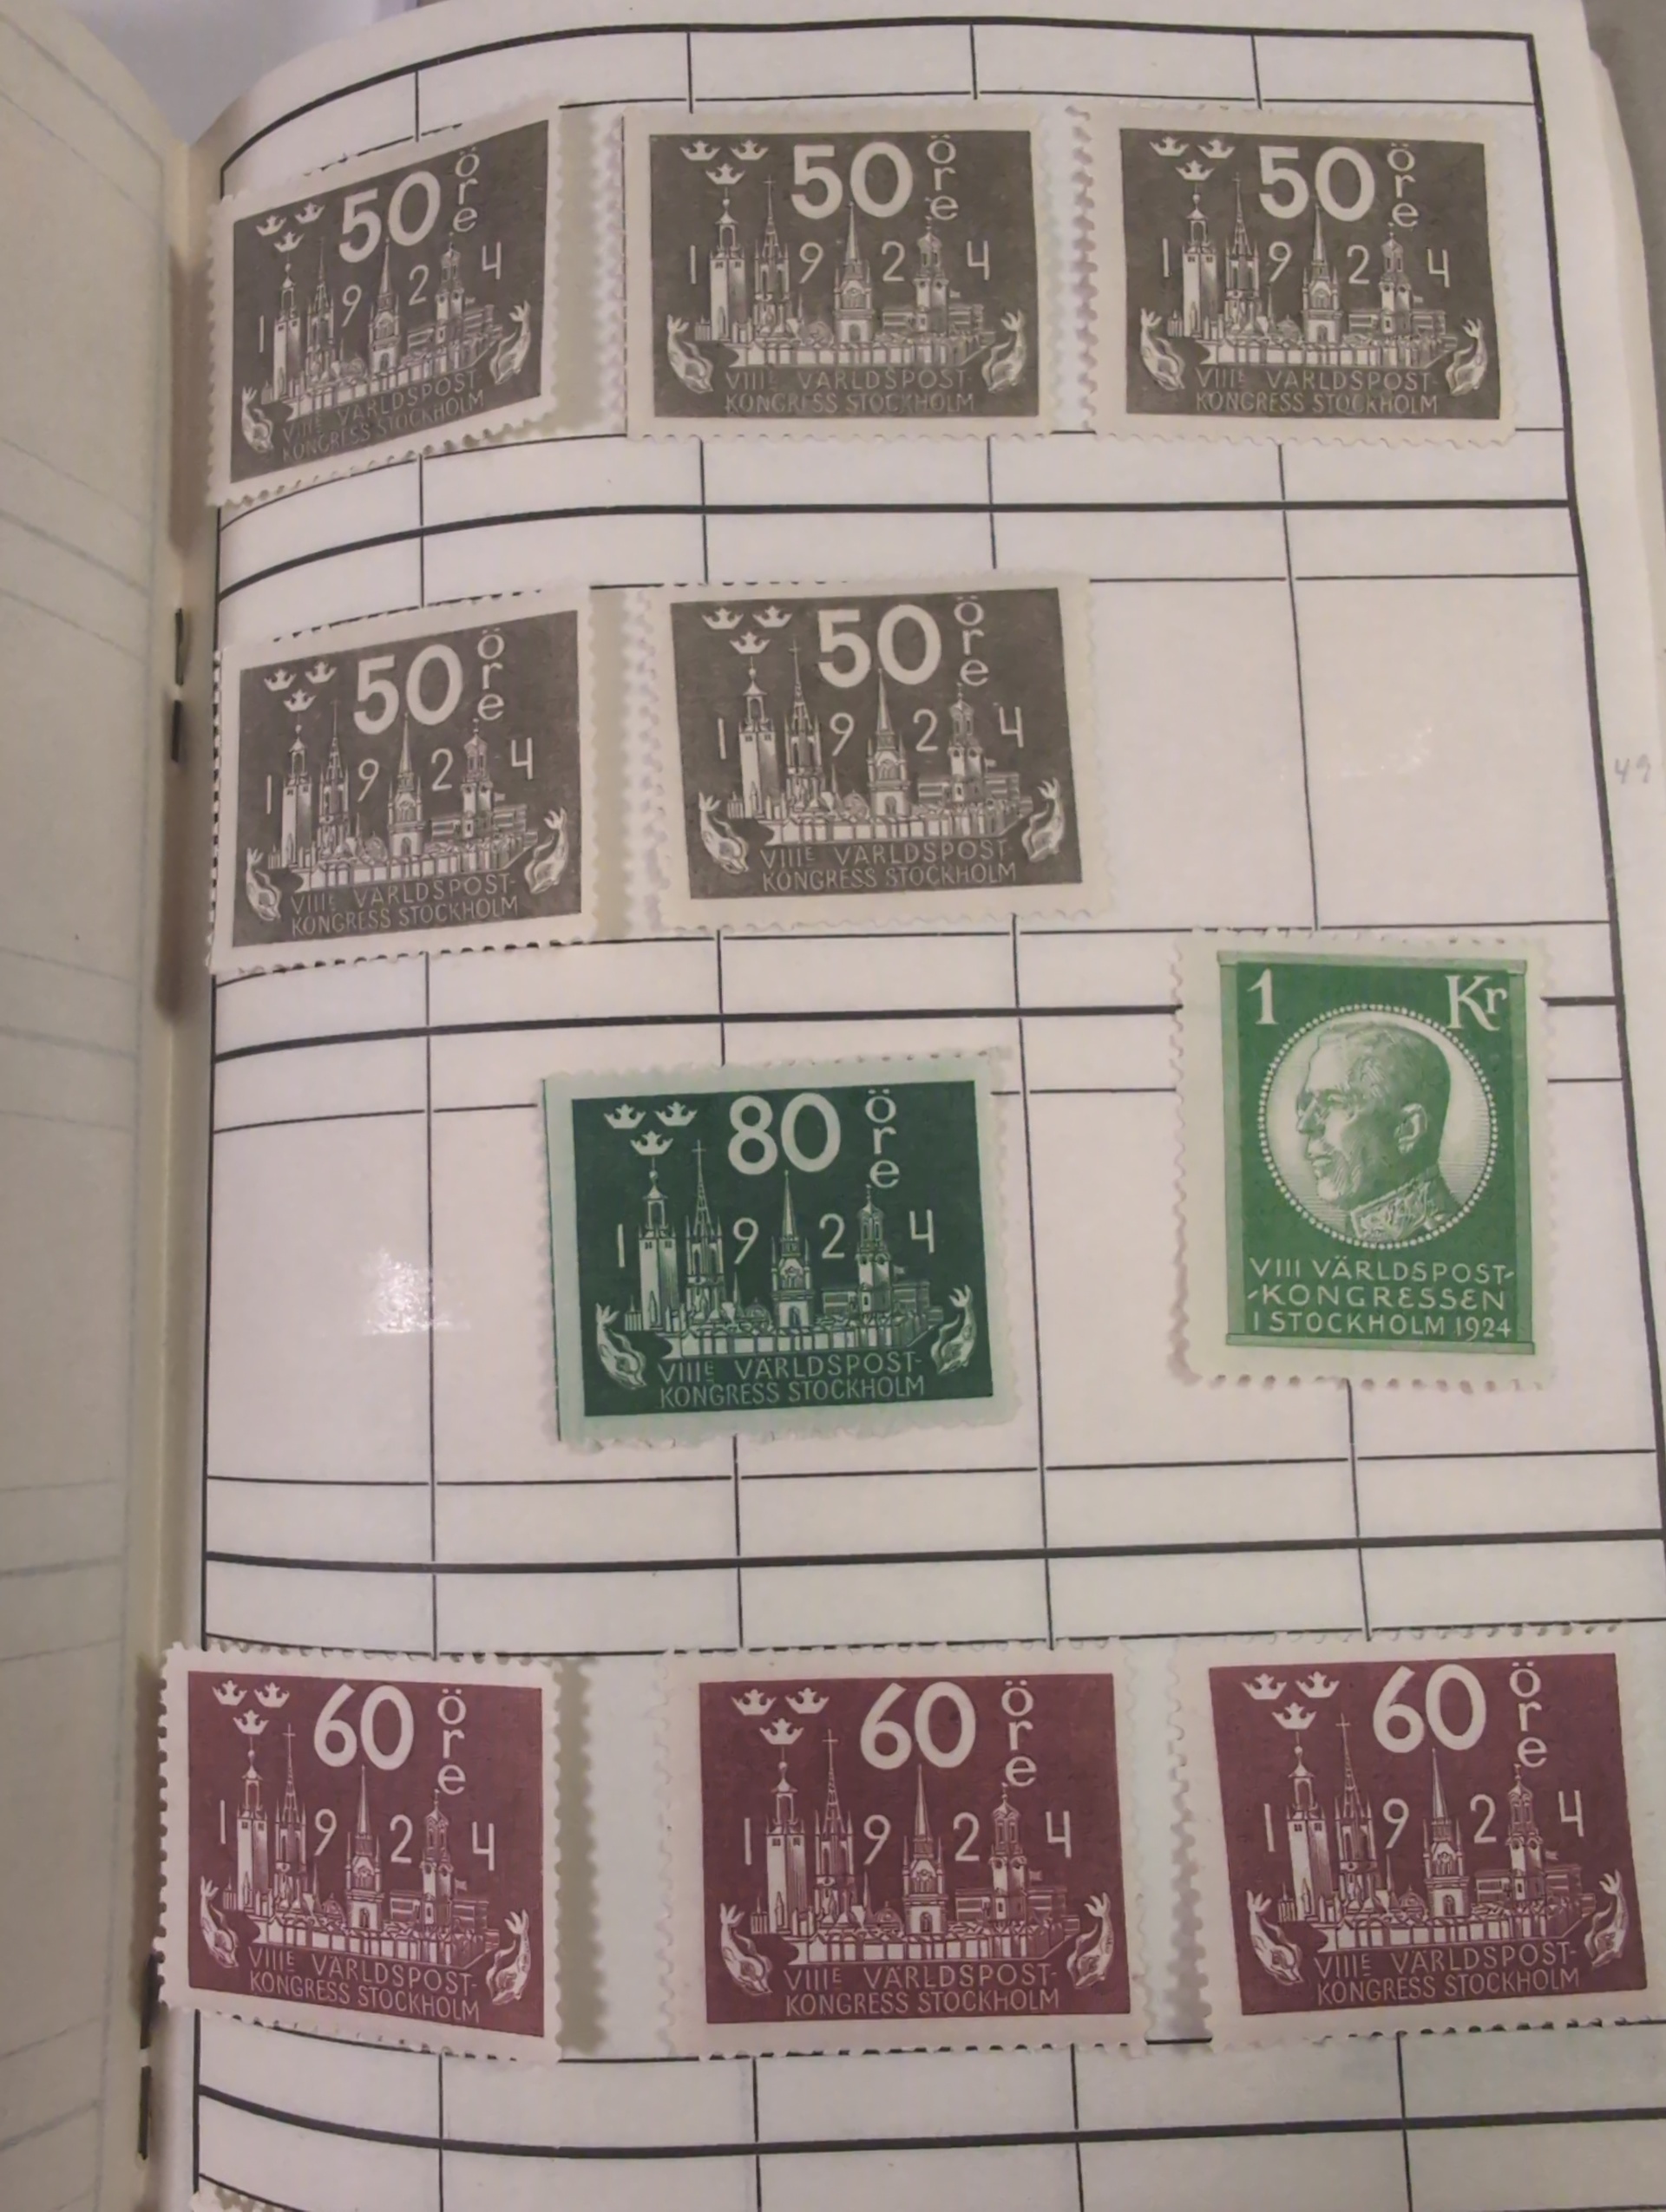 50 öre
1924
VIIIE VÄRLDSPOST-
KONGRESS STOCKHOLM
50 öre
1924
VIIIE VÄRLDSPOST-
KONGRESS STOCKHOLM
50 öre
1924
VIIIE VÄRLDSPOST-
KONGRESS STOCKHOLM
50 öre
1924
VIIIE VÄRLDSPOST-
KONGRESS STOCKHOLM
50 öre
1924
VIIIE VÄRLDSPOST-
KONGRESS STOCKHOLM
49
80 öre
1924
VIIIE VÄRLDSPOST-
KONGRESS STOCKHOLM
1 Kr
VIII VÄRLDSPOST-
-KONGRESSEN
I STOCKHOLM 1924
60 öre
1924
VIIIE VÄRLDSPOST-
KONGRESS STOCKHOLM
60 öre
1924
VIIIE VÄRLDSPOST-
KONGRESS STOCKHOLM
60 öre
1924
VIIIE VÄRLDSPOST-
KONGRESS STOCKHOLM